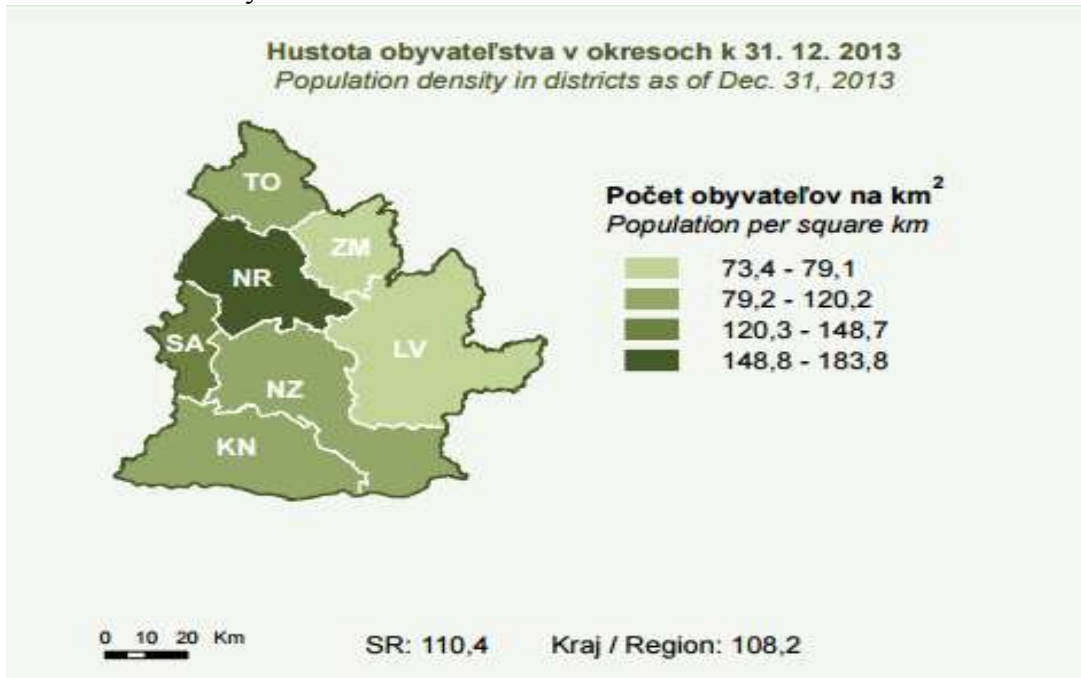 Hustota obyvateľstva v okresoch k 31. 12. 2013
Population density in districts as of Dec. 31, 2013
TO
ZM
NR
SA
LV
NZ
KN
Počet obyvateľov na km²
Population per square km
73,4 - 79,1
79,2 - 120,2
120,3 - 148,7
148,8 - 183,8
0 10 20 Km
SR: 110,4 Kraj / Region: 108,2